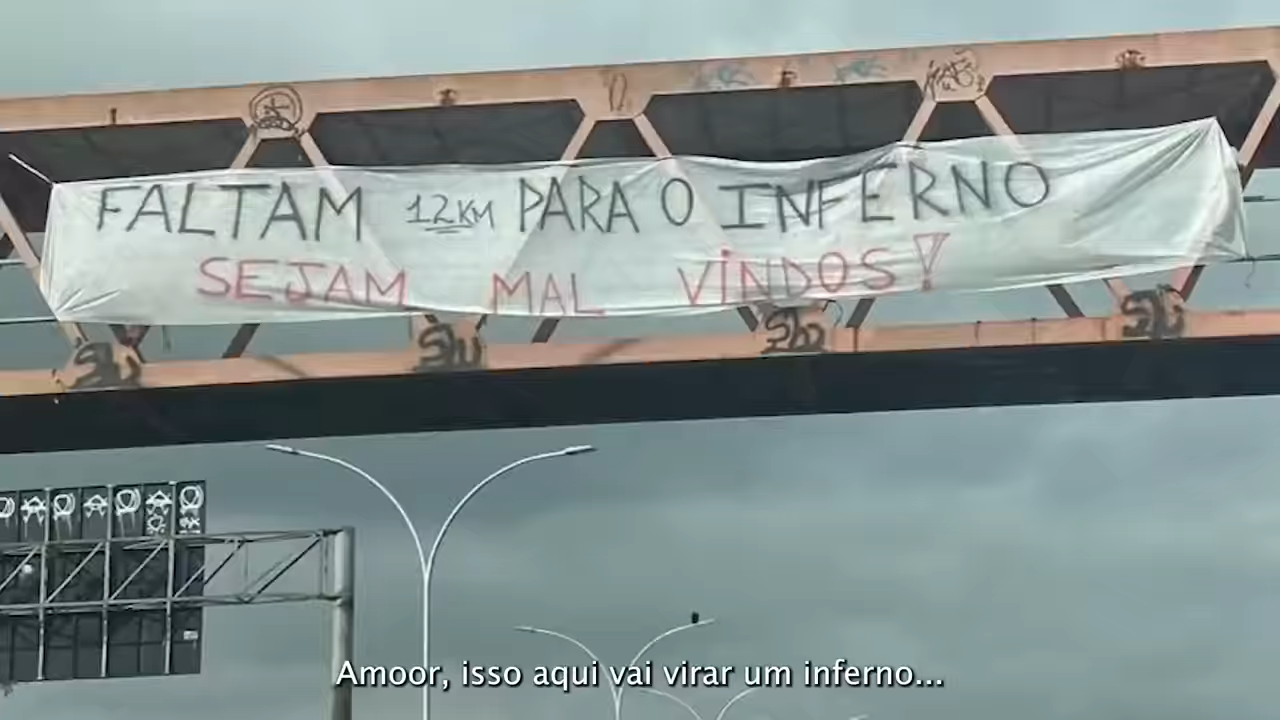 FALTAM 12KM PARA O INFERNO
SEJAM MAL VINDOS!
Amoor, isso aqui vai virar um inferno...